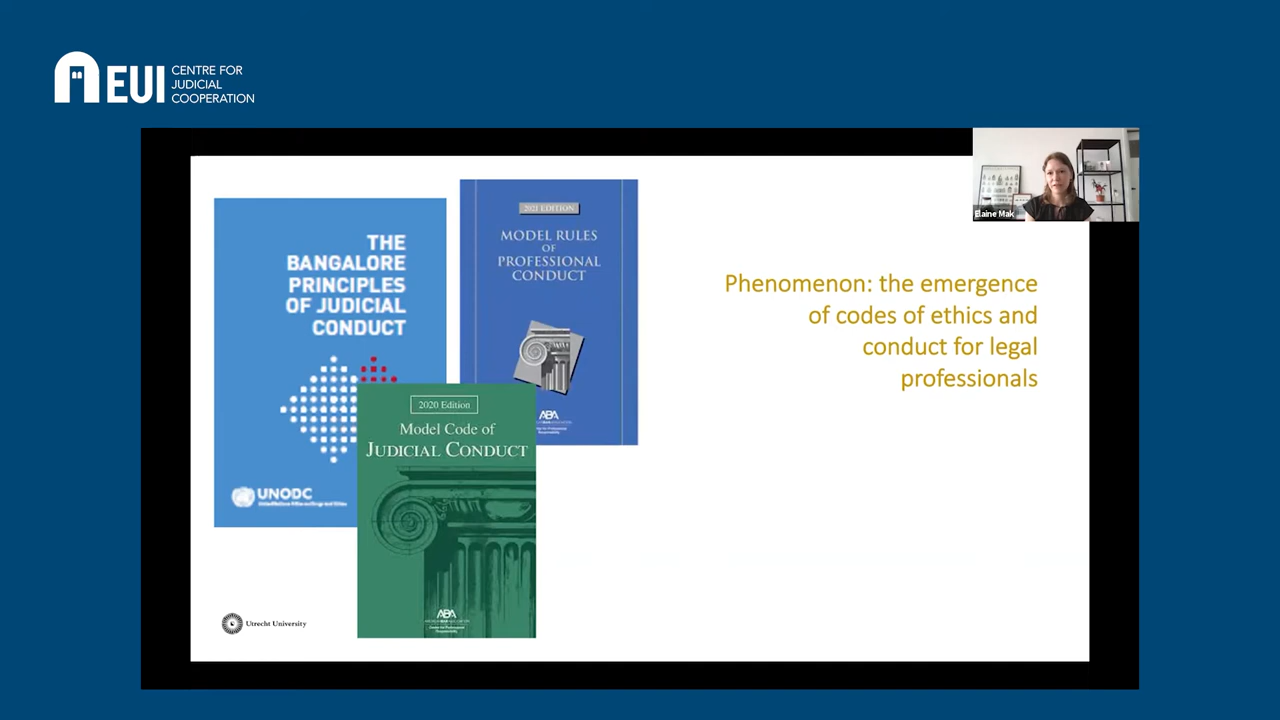 EUI
CENTRE FOR
JUDICIAL
COOPERATION
Elaine Mak
THE
BANGALORE
PRINCIPLES
OF JUDICIAL
CONDUCT
UNODC
2021 EDITION
MODEL RULES
OF
PROFESSIONAL
CONDUCT
ABA
2020 Edition
Model Code of
JUDICIAL CONDUCT
ABA
Phenomenon: the emergence
of codes of ethics and
conduct for legal
professionals
Utrecht University